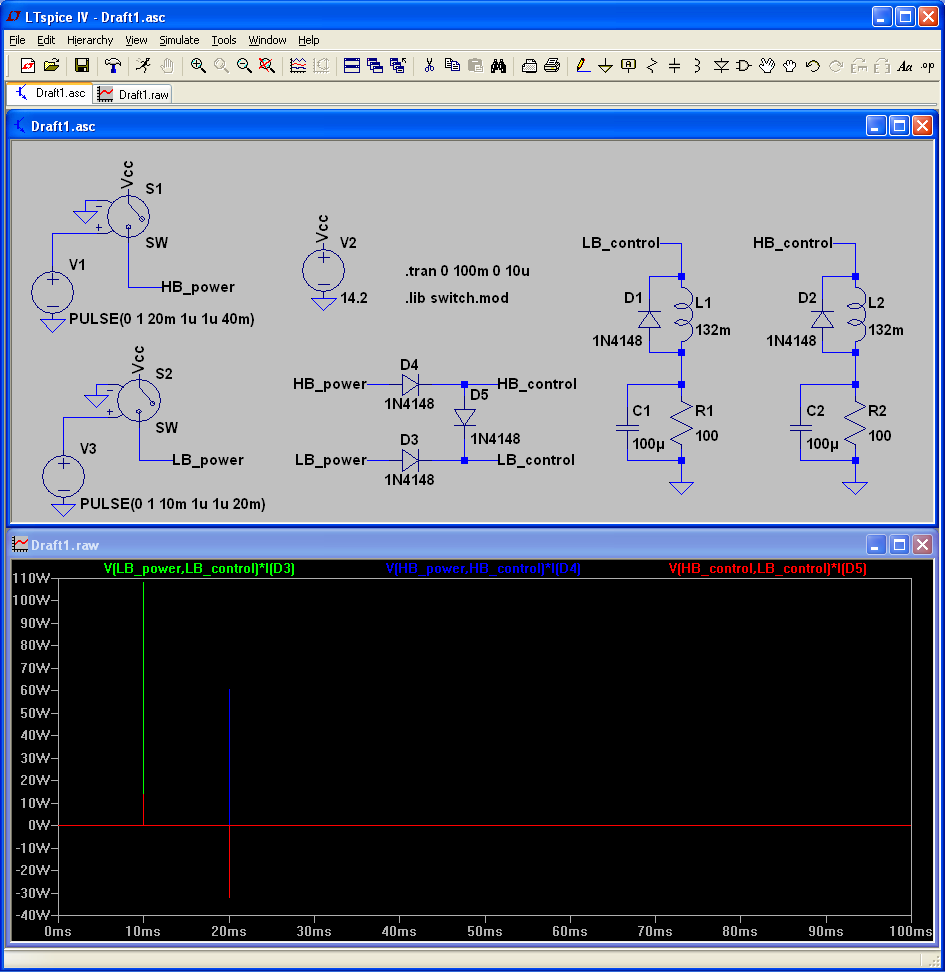 LTspice IV - Draft1.asc
File Edit Hierarchy View Simulate Tools Window Help
Aa .op
Draft1.asc Draft1.raw
Draft1.asc
Vcc
S1
SW
V1
HB_power
PULSE(0 1 20m 1u 1u 40m)
Vcc
V2
14.2
.tran 0 100m 0 10u
.lib switch.mod
Vcc
S2
SW
V3
LB_power
PULSE(0 1 10m 1u 1u 20m)
D4
HB_power HB_control
1N4148
D5
1N4148
D3
LB_power LB_control
1N4148
LB_control
D1 L1
1N4148 132m
C1 R1
100µ 100
HB_control
D2 L2
1N4148 132m
C2 R2
100µ 100
Draft1.raw
V(LB_power,LB_control)*I(D3) V(HB_power,HB_control)*I(D4) V(HB_control,LB_control)*I(D5)
110W
100W
90W
80W
70W
60W
50W
40W
30W
20W
10W
0W
-10W
-20W
-30W
-40W
0ms 10ms 20ms 30ms 40ms 50ms 60ms 70ms 80ms 90ms 100ms